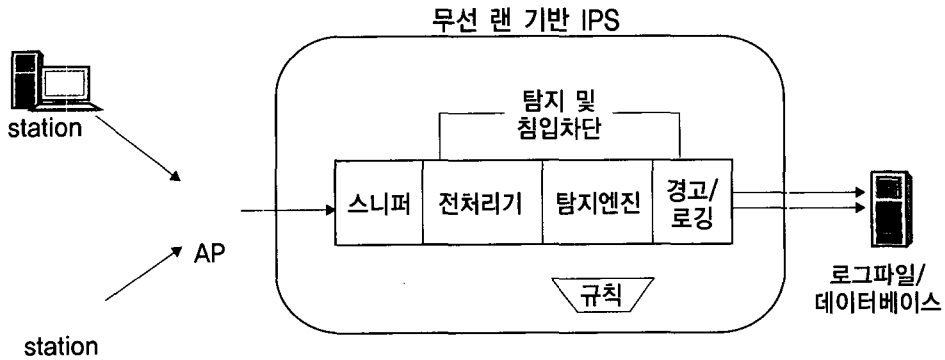 무선 랜 기반 IPS
station
탐지 및
침입차단
스니퍼
전처리기
탐지엔진
경고/
로깅
AP
규칙
로그파일/
데이터베이스
station